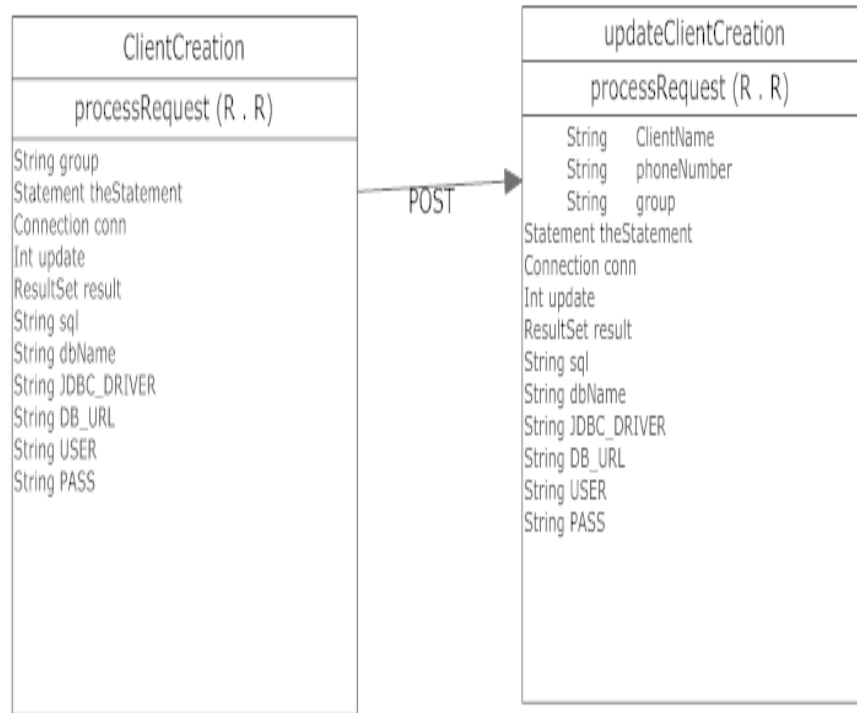 ClientCreation
processRequest (R . R)
String group
Statement theStatement
Connection conn
Int update
ResultSet result
String sql
String dbName
String JDBC_DRIVER
String DB_URL
String USER
String PASS
POST
updateClientCreation
processRequest (R . R)
String ClientName
String phoneNumber
String group
Statement theStatement
Connection conn
Int update
ResultSet result
String sql
String dbName
String JDBC_DRIVER
String DB_URL
String USER
String PASS